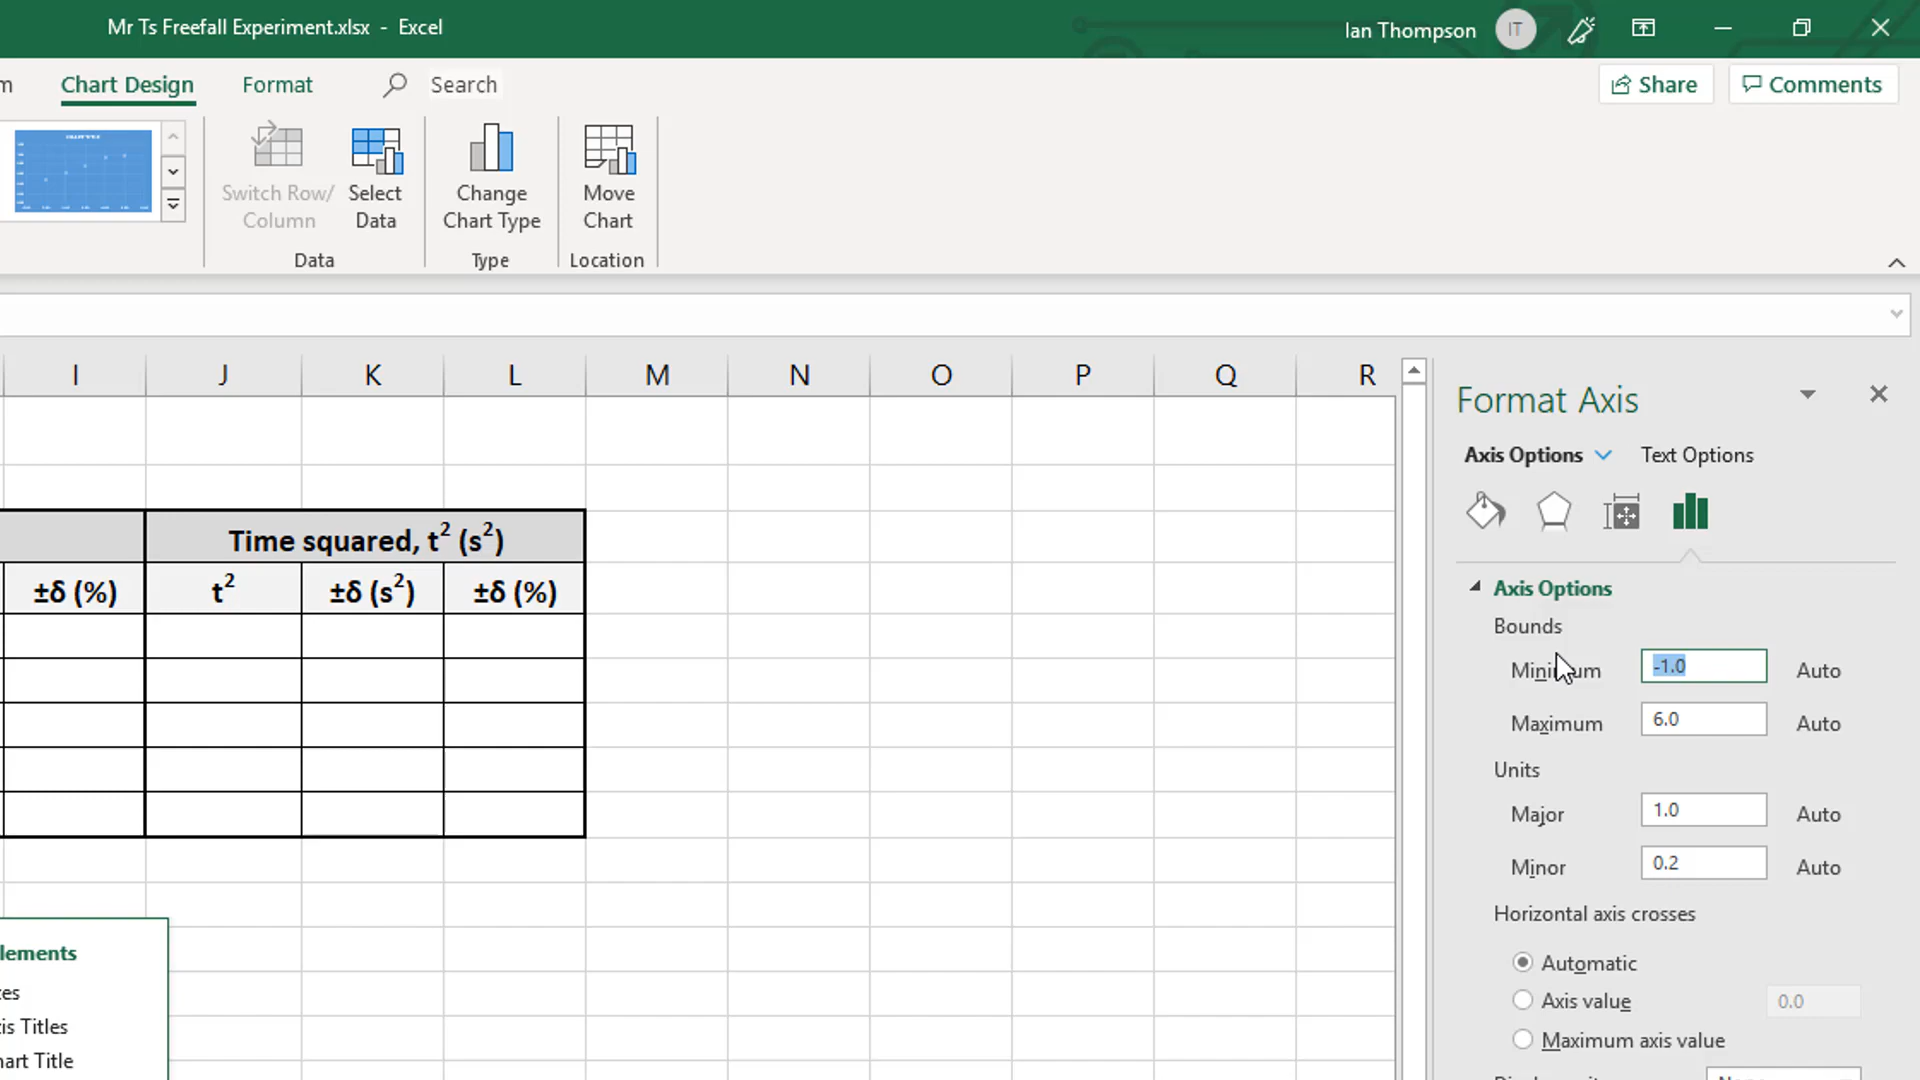 Mr Ts Freefall Experiment.xlsx - Excel
Ian Thompson IT
m Chart Design Format Search
Share Comments
Switch Row/ Column
Select Data
Change Chart Type
Move Chart
Data Type Location
I J K L M N O P Q R
Time squared, t² (s²)
±δ (%) t² ±δ (s²) ±δ (%)
lements
is Titles
Format Axis
Axis Options Text Options
Axis Options
Bounds
Minimum -1.0 Auto
Maximum 6.0 Auto
Units
Major 1.0 Auto
Minor 0.2 Auto
Horizontal axis crosses
Automatic
Axis value 0.0
Maximum axis value